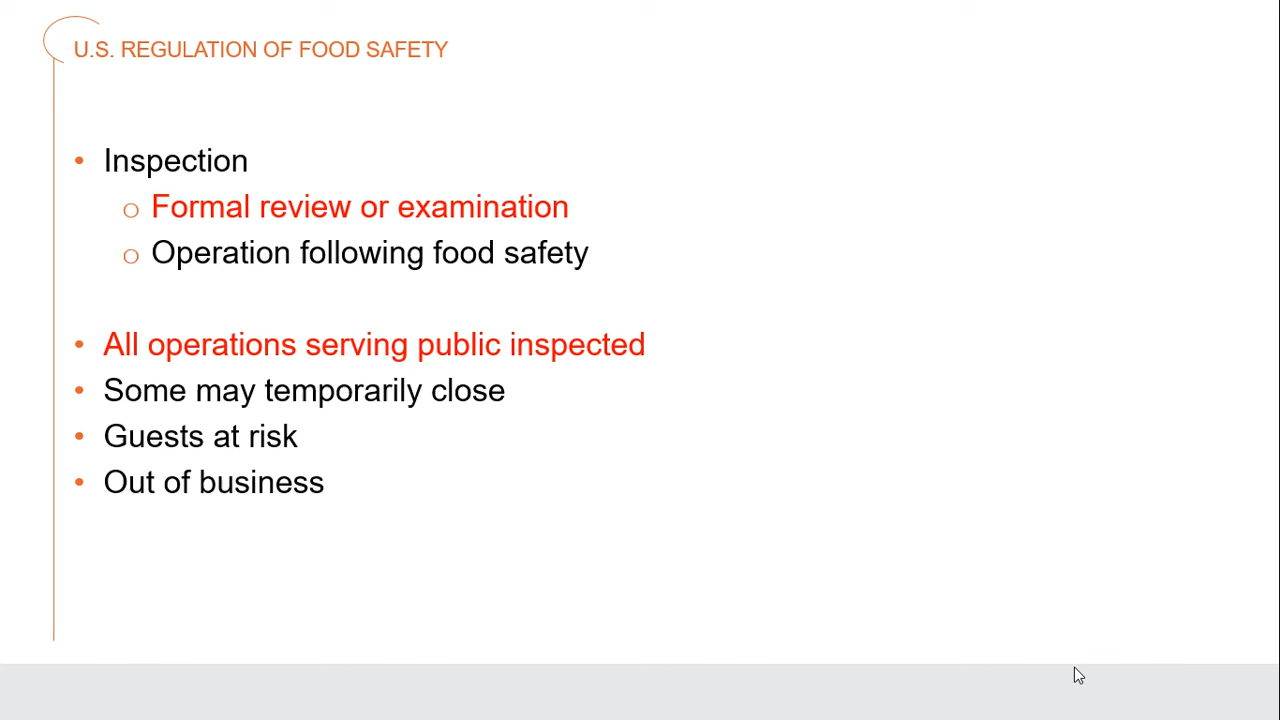 U.S. REGULATION OF FOOD SAFETY
• Inspection
o Formal review or examination
o Operation following food safety
• All operations serving public inspected
• Some may temporarily close
• Guests at risk
• Out of business